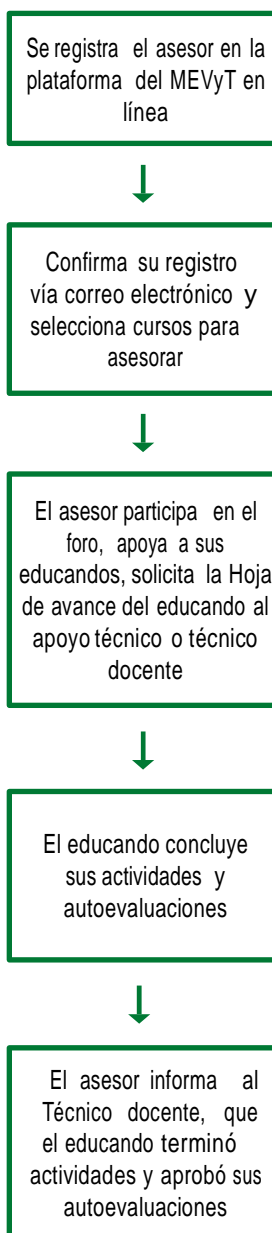 Se registra el asesor en la
plataforma del MEVyT en
línea
Confirma su registro
vía correo electrónico y
selecciona cursos para
asesorar
El asesor participa en el
foro, apoya a sus
educandos, solicita la Hoja
de avance del educando al
apoyo técnico o técnico
docente
El educando concluye
sus actividades y
autoevaluaciones
El asesor informa al
Técnico docente, que
el educando terminó
actividades y aprobó sus
autoevaluaciones